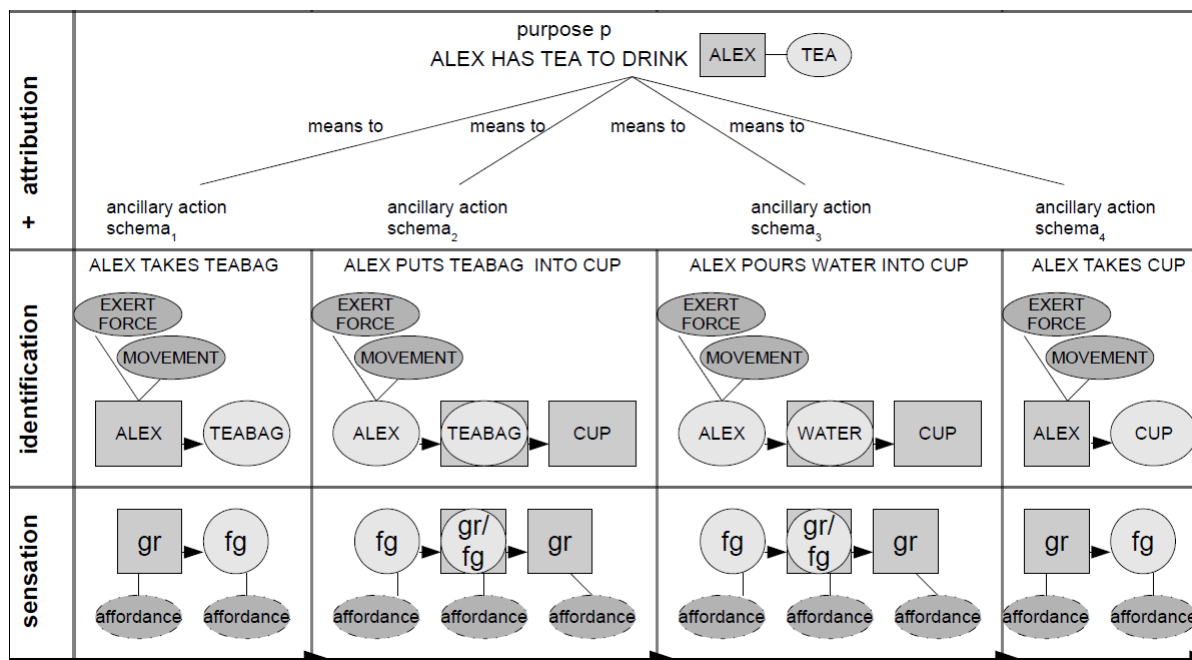 purpose p
ALEX HAS TEA TO DRINK
ALEX
TEA
means to
means to
means to
means to
+ attribution
ancillary action
schema1
ancillary action
schema2
ancillary action
schema3
ancillary action
schema4
identification
ALEX TAKES TEABAG
ALEX PUTS TEABAG INTO CUP
ALEX POURS WATER INTO CUP
ALEX TAKES CUP
EXERT
FORCE
MOVEMENT
ALEX
TEABAG
EXERT
FORCE
MOVEMENT
ALEX
TEABAG
CUP
EXERT
FORCE
MOVEMENT
ALEX
WATER
CUP
EXERT
FORCE
MOVEMENT
ALEX
CUP
sensation
gr
fg
affordance
affordance
fg
gr/
fg
gr
affordance
affordance
affordance
fg
gr/
fg
gr
affordance
affordance
affordance
gr
fg
affordance
affordance